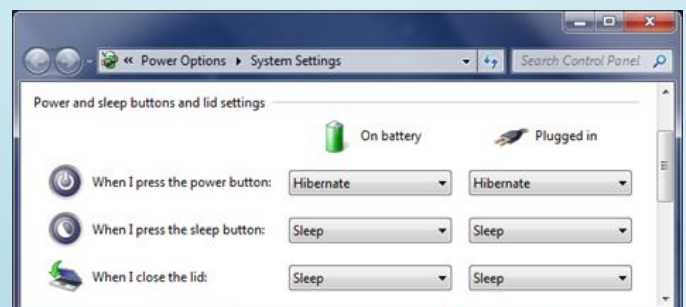 « Power Options ▸ System Settings
Search Control Panel
Power and sleep buttons and lid settings
On battery Plugged in
When I press the power button: Hibernate Hibernate
When I press the sleep button: Sleep Sleep
When I close the lid: Sleep Sleep